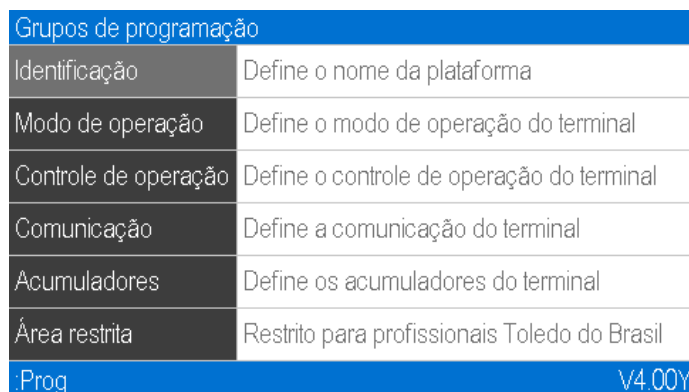 Grupos de programação
Identificação Define o nome da plataforma
Modo de operação Define o modo de operação do terminal
Controle de operação Define o controle de operação do terminal
Comunicação Define a comunicação do terminal
Acumuladores Define os acumuladores do terminal
Área restrita Restrito para profissionais Toledo do Brasil
:Prog V4.00Y